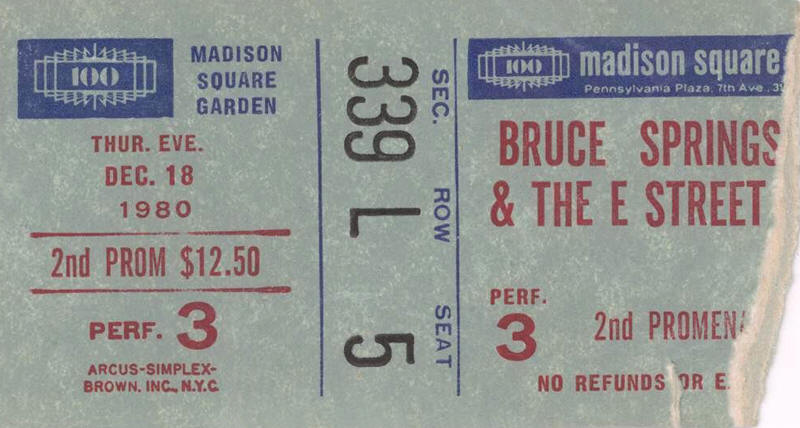 100
MADISON
SQUARE
GARDEN
THUR. EVE.
DEC. 18
1980
2nd PROM $12.50
PERF. 3
ARCUS-SIMPLEX-
BROWN. INC., N.Y.C
SEC. ROW SEAT
339 L 5
100 madison square
Pennsylvania Plaza, 7th Ave.
BRUCE SPRINGS
& THE E STREET
PERF.
3 2nd PROMENA
NO REFUNDS OR E